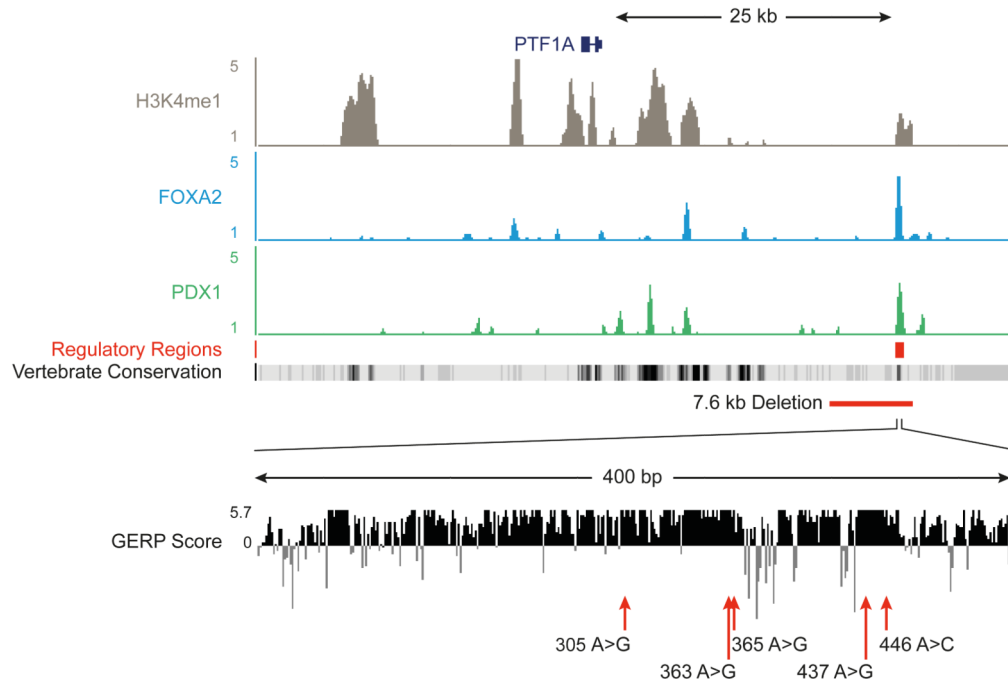 25 kb
PTF1A
5
H3K4me1
1
5
FOXA2
1
5
PDX1
1
Regulatory Regions
Vertebrate Conservation
7.6 kb Deletion
400 bp
5.7
GERP Score
0
305 A>G
365 A>G
446 A>C
363 A>G
437 A>G